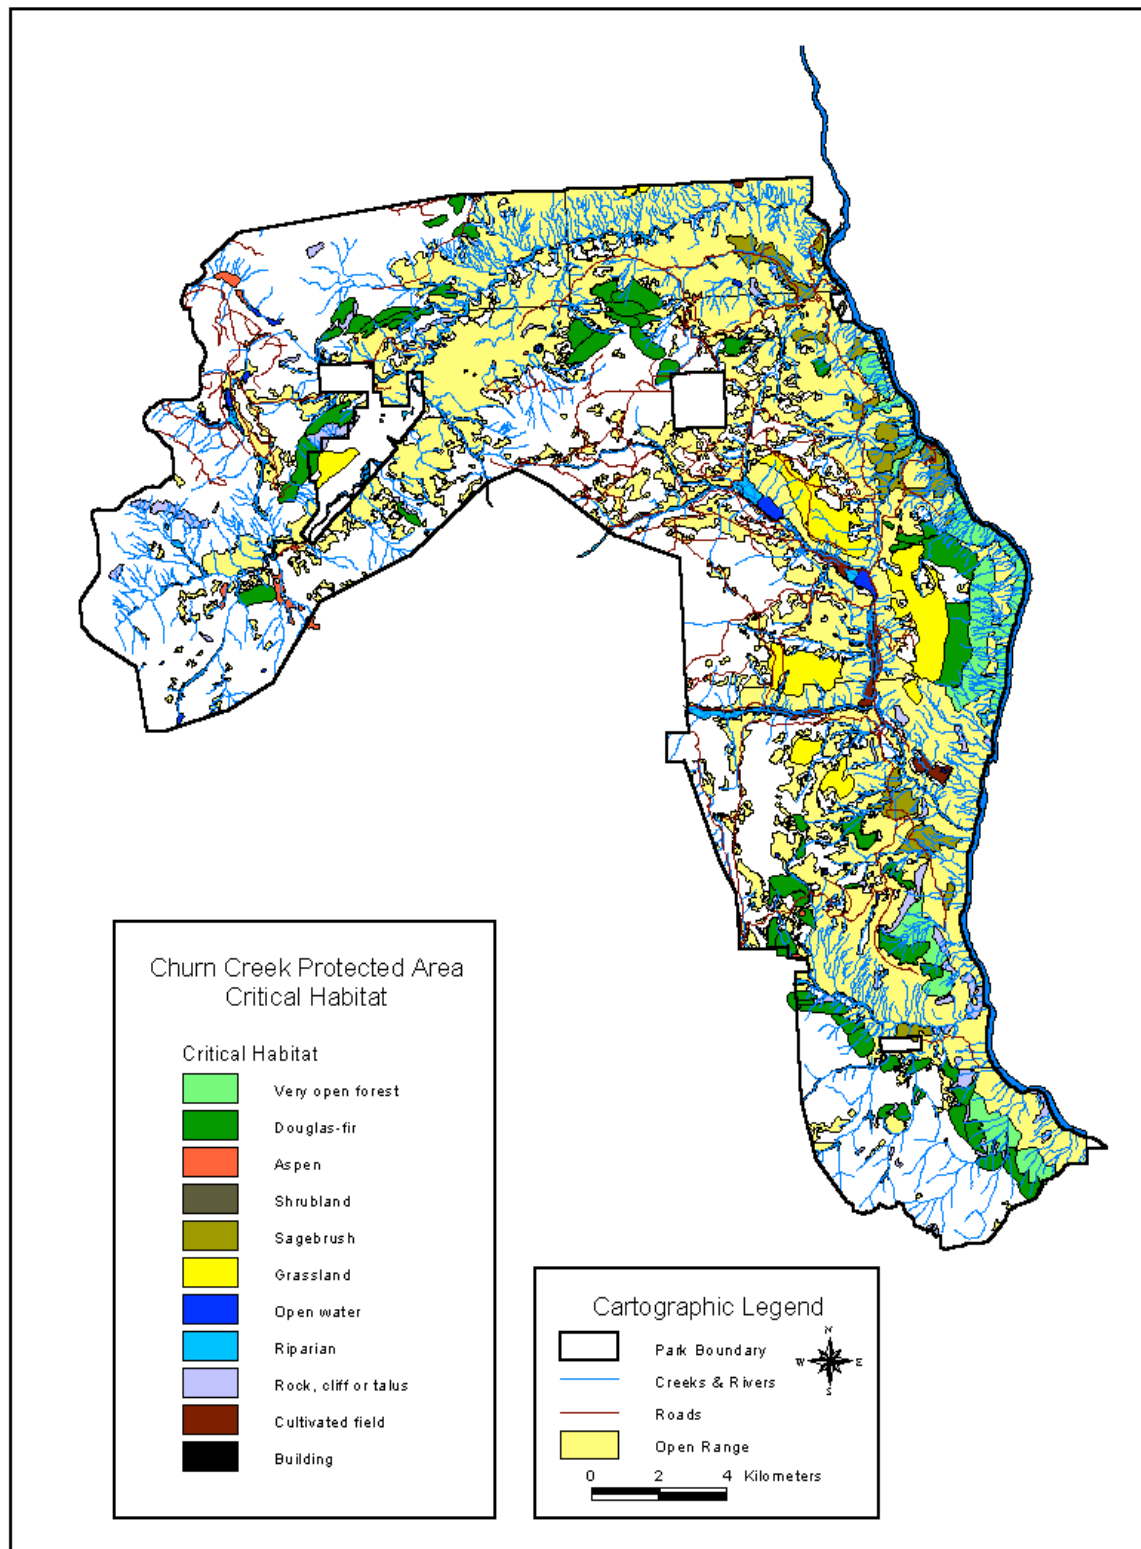 Churn Creek Protected Area
Critical Habitat
Critical Habitat
Very open forest
Douglas-fir
Aspen
Shrubland
Sagebrush
Grassland
Open water
Riparian
Rock, cliff or talus
Cultivated field
Building
Cartographic Legend
Park Boundary
Creeks & Rivers
Roads
Open Range
N
W E
S
0 2 4 Kilometers